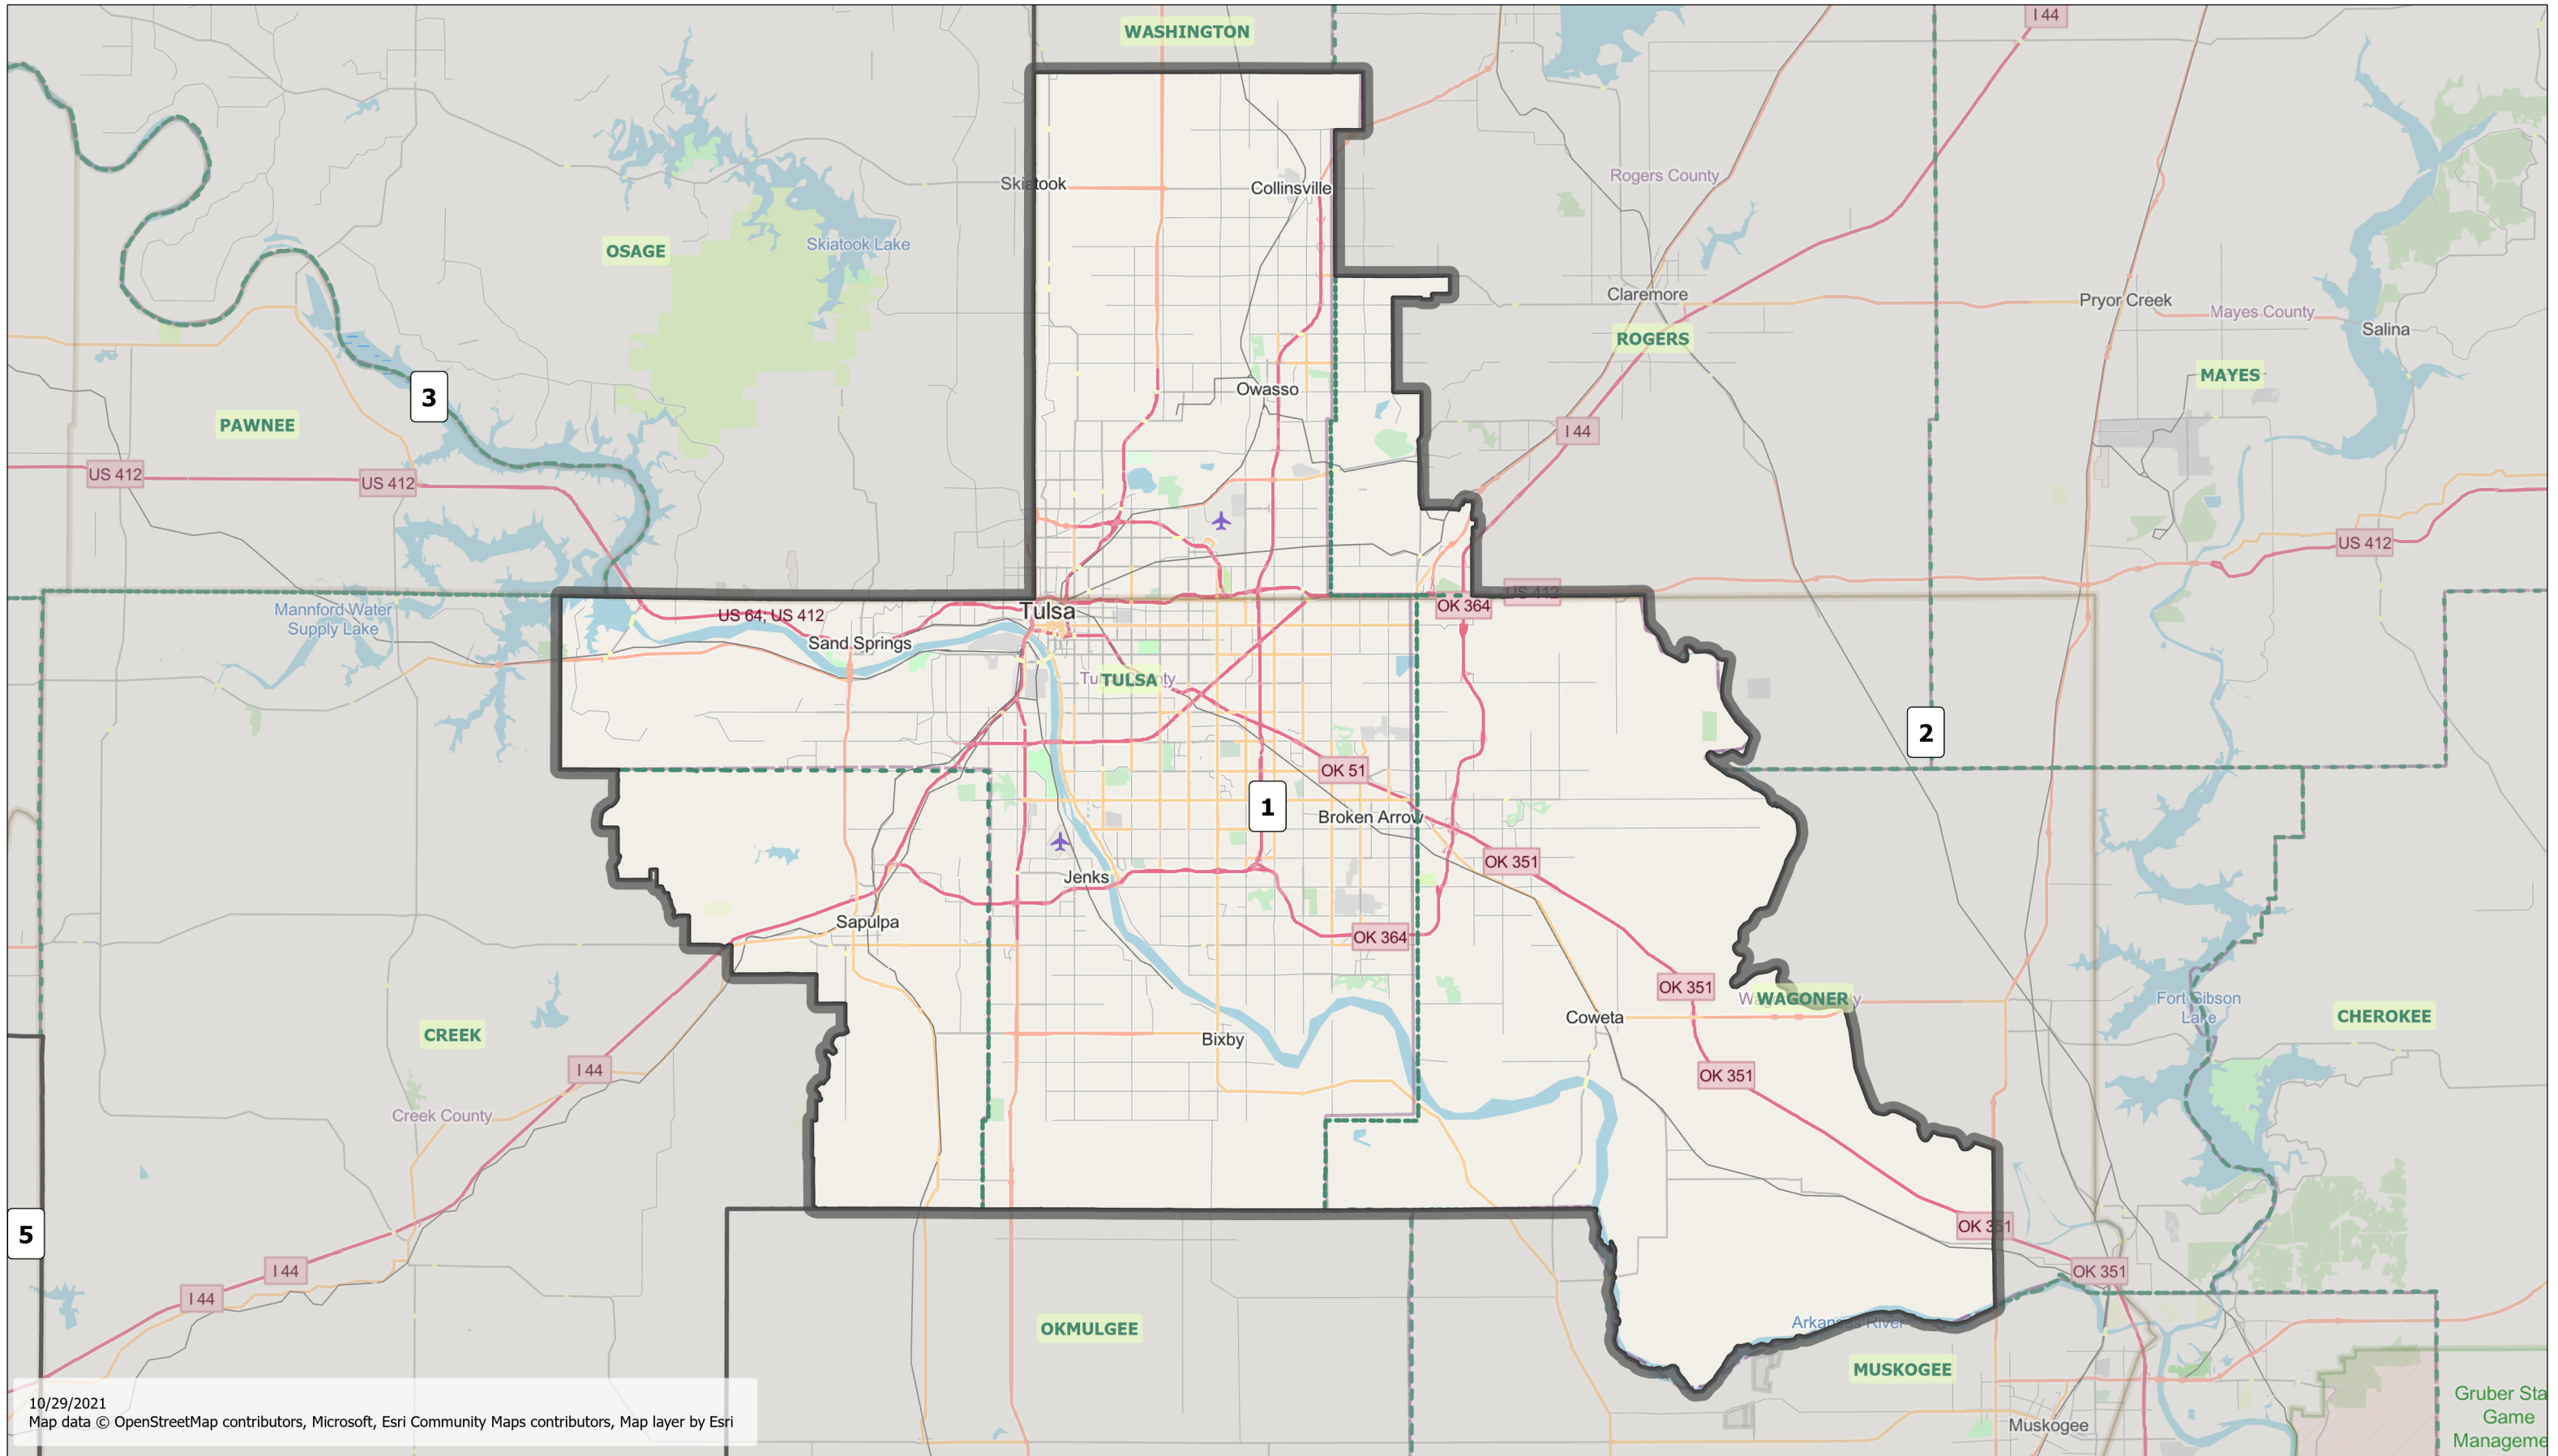 I 44
WASHINGTON
Rogers County
Skiatook
Collinsville
OSAGE
Skiatook Lake
Claremore
Pryor Creek
Mayes County
Salina
ROGERS
MAYES
Owasso
3
PAWNEE
I 44
US 412
US 412
US 412
US 412
OK 364
Mannford Water
Supply Lake
US 64; US 412
Tulsa
Sand Springs
TULSA
2
OK 51
1
Broken Arrow
OK 351
Jenks
Sapulpa
OK 364
OK 351
WAGONER
Fort Gibson
Lake
Coweta
CHEROKEE
CREEK
Bixby
I 44
OK 351
Creek County
5
OK 351
I 44
OK 351
I 44
Arkansas River
OKMULGEE
MUSKOGEE
Gruber Sta
Game
Manageme
Muskogee
10/29/2021
Map data © OpenStreetMap contributors, Microsoft, Esri Community Maps contributors, Map layer by Esri